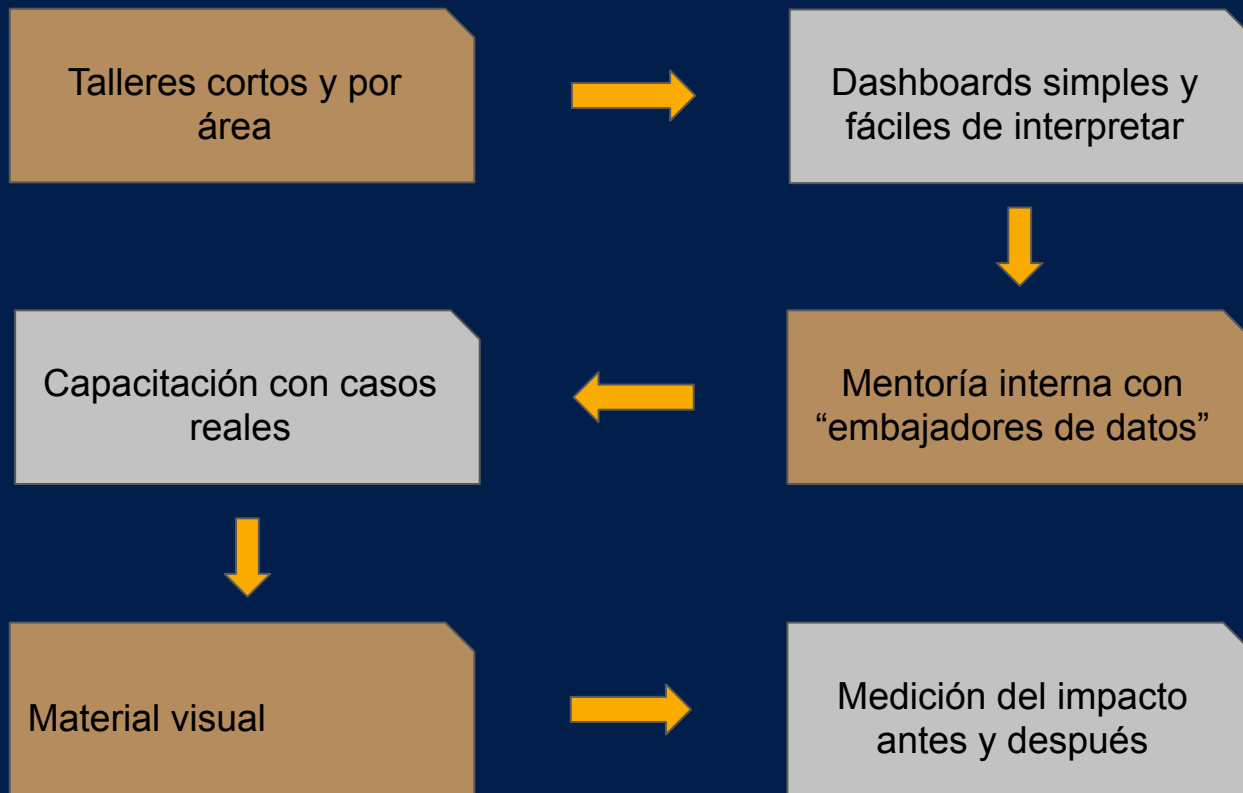 Talleres cortos y por
área
Dashboards simples y
fáciles de interpretar
Mentoría interna con
“embajadores de datos”
Capacitación con casos
reales
Material visual
Medición del impacto
antes y después